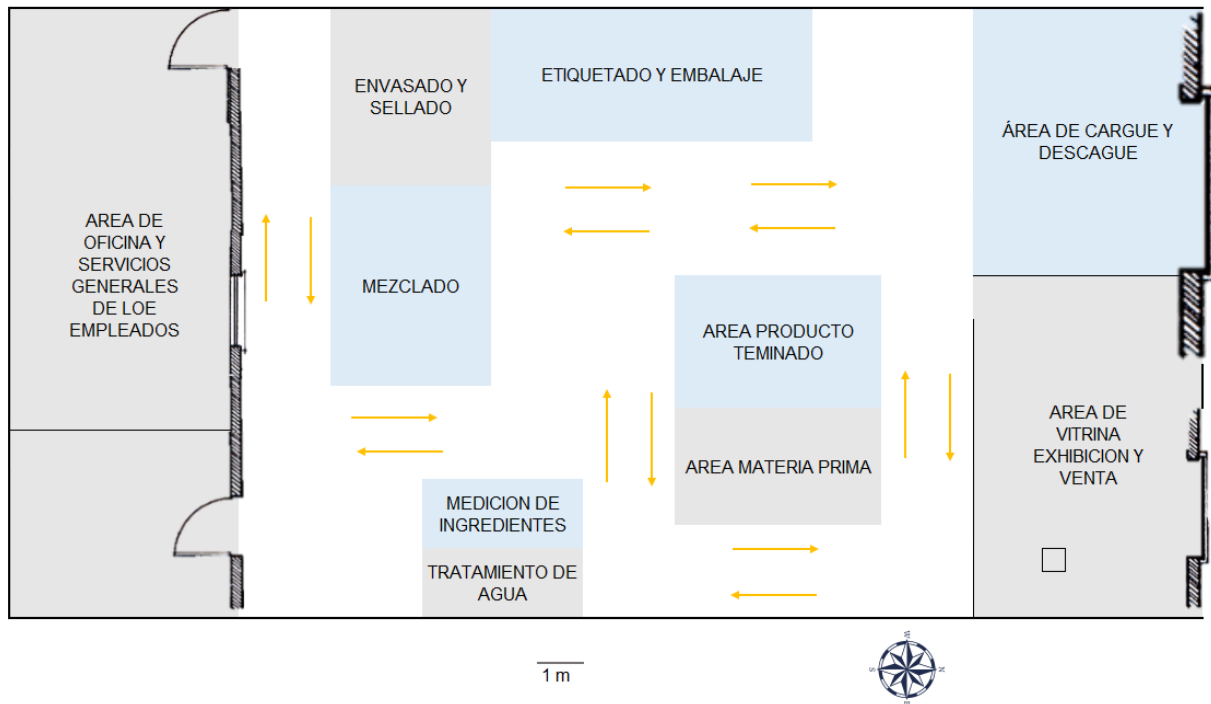 ENVASADO Y
SELLADO
ETIQUETADO Y EMBALAJE
ÁREA DE CARGUE Y
DESCAGUE
AREA DE
OFICINA Y
SERVICIOS
GENERALES
DE LOE
EMPLEADOS
MEZCLADO
AREA PRODUCTO
TEMINADO
AREA MATERIA PRIMA
AREA DE
VITRINA
EXHIBICION Y
VENTA
MEDICION DE
INGREDIENTES
TRATAMIENTO DE
AGUA
1 m
W
S
N
E